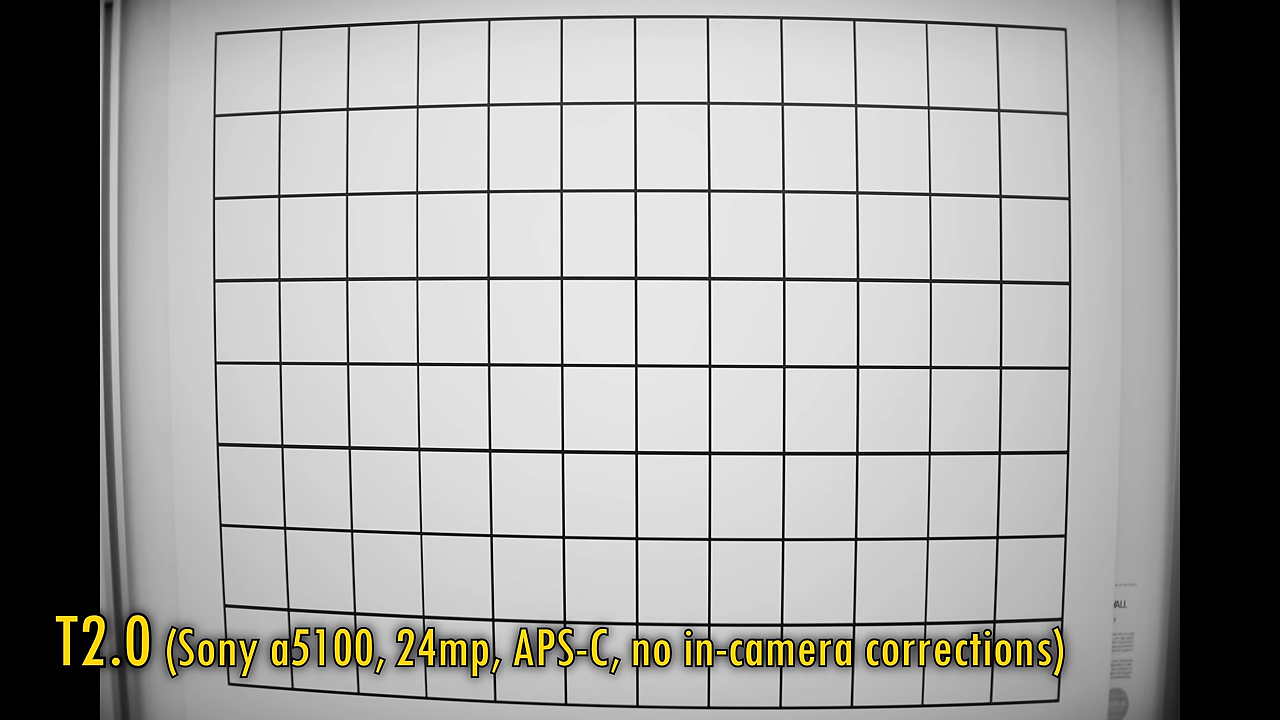 T2.0 (Sony a5100, 24mp, APS-C, no in-camera corrections)